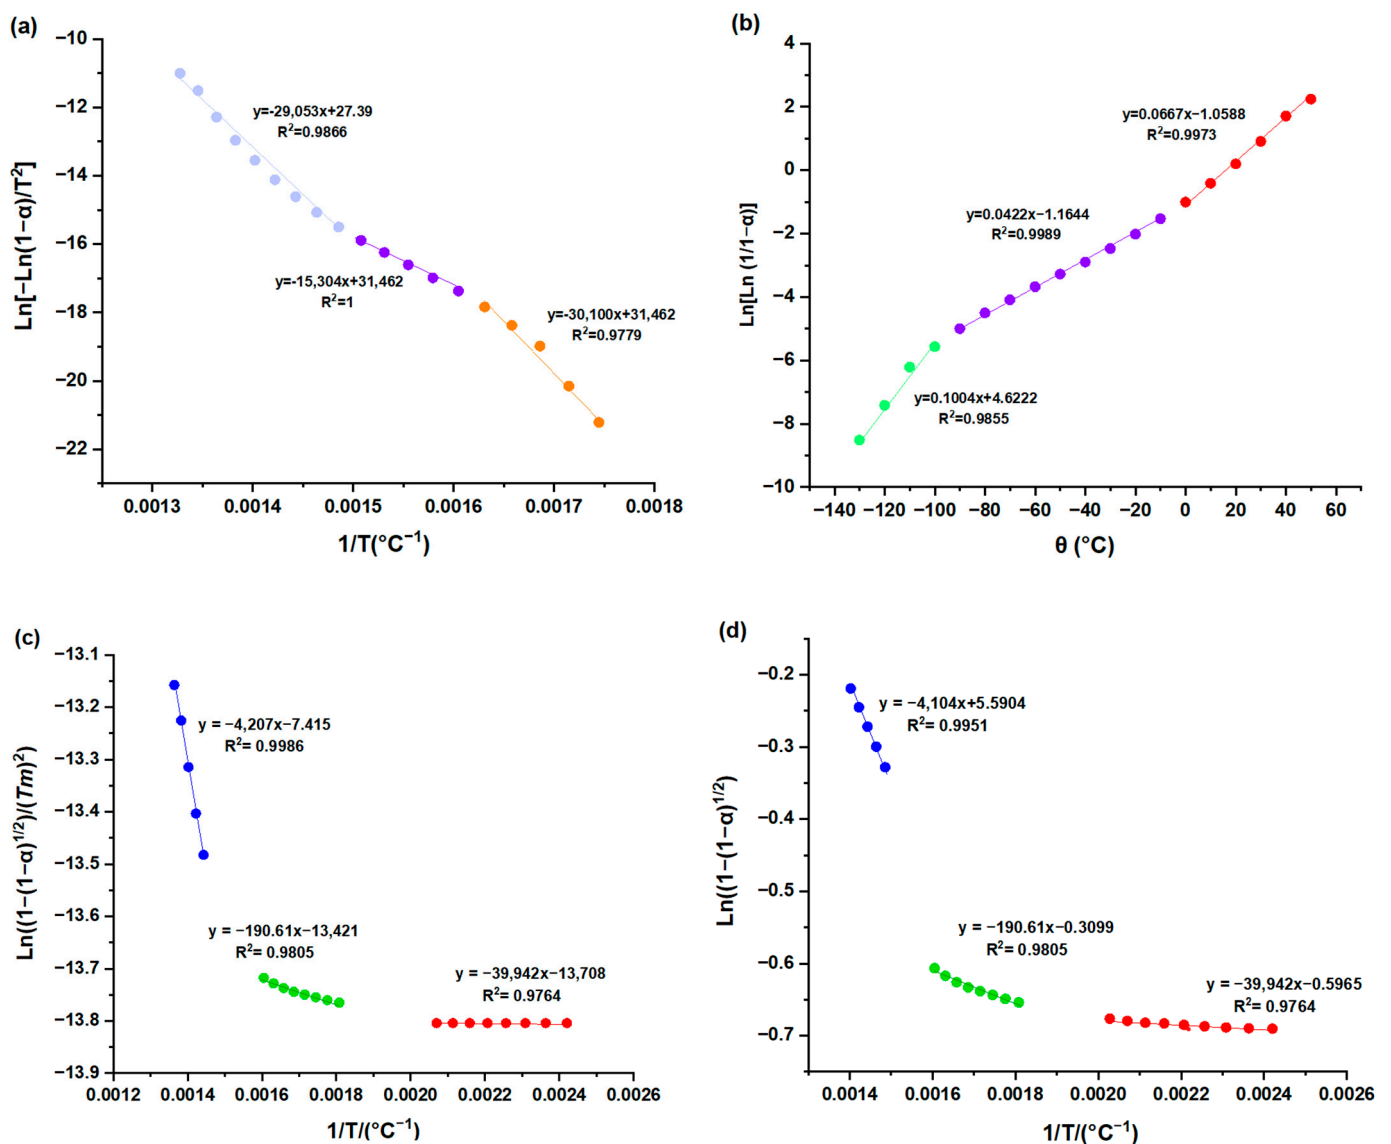 (a)
−10
−12
−14
−16
−18
−20
−22
Ln[−Ln(1−α)/T²]
y=-29,053x+27.39
R²=0.9866
y=-15,304x+31,462
R²=1
y=-30,100x+31,462
R²=0.9779
0.0013 0.0014 0.0015 0.0016 0.0017 0.0018
1/T(°C⁻¹)
(b)
4
2
0
−2
−4
−6
−8
−10
Ln[Ln (1/1−α)]
y=0.0667x−1.0588
R²=0.9973
y=0.0422x−1.1644
R²=0.9989
y=0.1004x+4.6222
R²=0.9855
−140 −120 −100 −80 −60 −40 −20 0 20 40 60
θ (°C)
(c)
−13.1
−13.2
−13.3
−13.4
−13.5
−13.6
−13.7
−13.8
−13.9
Ln((1−(1−α)^1/2)/(Tm)²)
y = −4,207x−7.415
R²= 0.9986
y = −190.61x−13,421
R²= 0.9805
y = −39,942x−13,708
R²= 0.9764
0.0012 0.0014 0.0016 0.0018 0.0020 0.0022 0.0024 0.0026
1/T/(°C⁻¹)
(d)
−0.2
−0.3
−0.4
−0.5
−0.6
−0.7
Ln((1−(1−α)^1/2)
y = −4,104x+5.5904
R²= 0.9951
y = −190.61x−0.3099
R²= 0.9805
y = −39,942x−0.5965
R²= 0.9764
0.0014 0.0016 0.0018 0.0020 0.0022 0.0024 0.0026
1/T/(°C⁻¹)